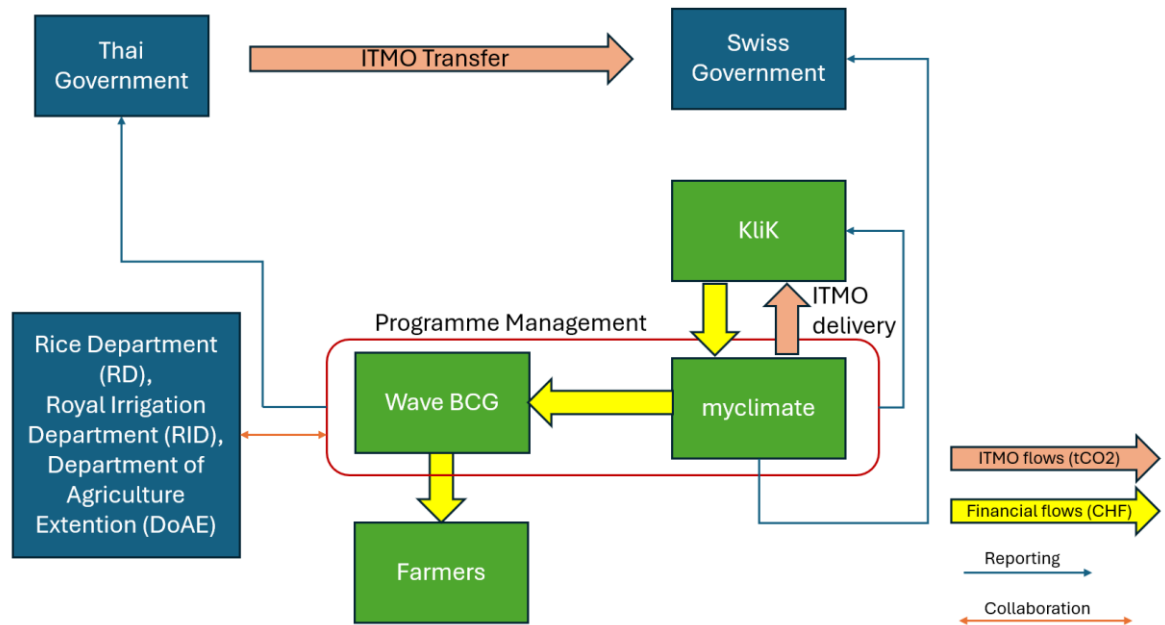 Thai
Government
ITMO Transfer
Swiss
Government
KliK
ITMO
delivery
Programme Management
Rice Department
(RD),
Royal Irrigation
Department (RID),
Department of
Agriculture
Extention (DoAE)
Wave BCG
myclimate
Farmers
ITMO flows (tCO2)
Financial flows (CHF)
Reporting
Collaboration